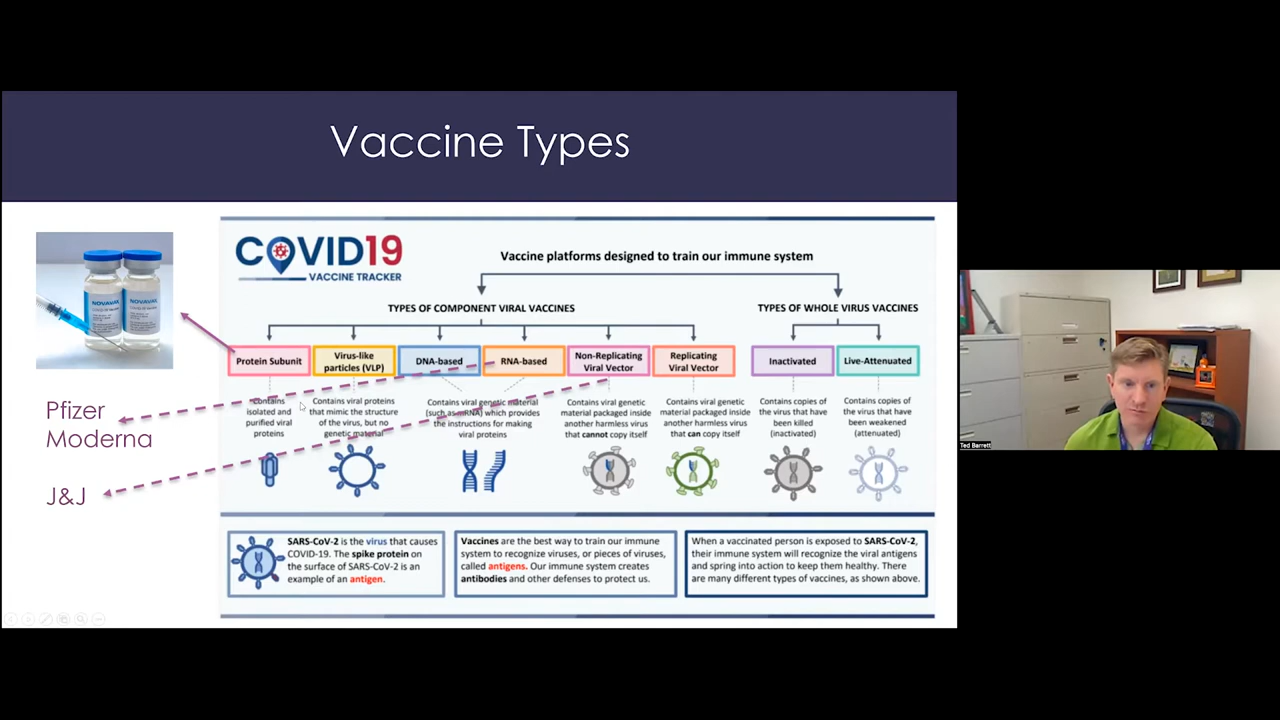 Vaccine Types
COVID19
VACCINE TRACKER
Vaccine platforms designed to train our immune system
TYPES OF COMPONENT VIRAL VACCINES
TYPES OF WHOLE VIRUS VACCINES
Protein Subunit
Virus-like
particles (VLP)
DNA-based
RNA-based
Non-Replicating
Viral Vector
Replicating
Viral Vector
Inactivated
Live-Attenuated
Contains
isolated and
purified viral
proteins
Contains viral proteins
that mimic the structure
of the virus, but no
genetic material
Contains viral genetic material
(such as mRNA) which provides
the instructions for making
viral proteins
Contains viral genetic
material packaged inside
another harmless virus
that cannot copy itself
Contains viral genetic
material packaged inside
another harmless virus
that can copy itself
Contains copies of
the virus that have
been killed
(inactivated)
Contains copies of
the virus that have
been weakened
(attenuated)
NOVAVAX
NOVAVAX
Pfizer
Moderna
J&J
SARS-CoV-2 is the virus that causes
COVID-19. The spike protein on
the surface of SARS-CoV-2 is an
example of an antigen.
Vaccines are the best way to train our immune
system to recognize viruses, or pieces of viruses,
called antigens. Our immune system creates
antibodies and other defenses to protect us.
When a vaccinated person is exposed to SARS-CoV-2,
their immune system will recognize the viral antigens
and spring into action to keep them healthy. There
are many different types of vaccines, as shown above.
Ted Barrett